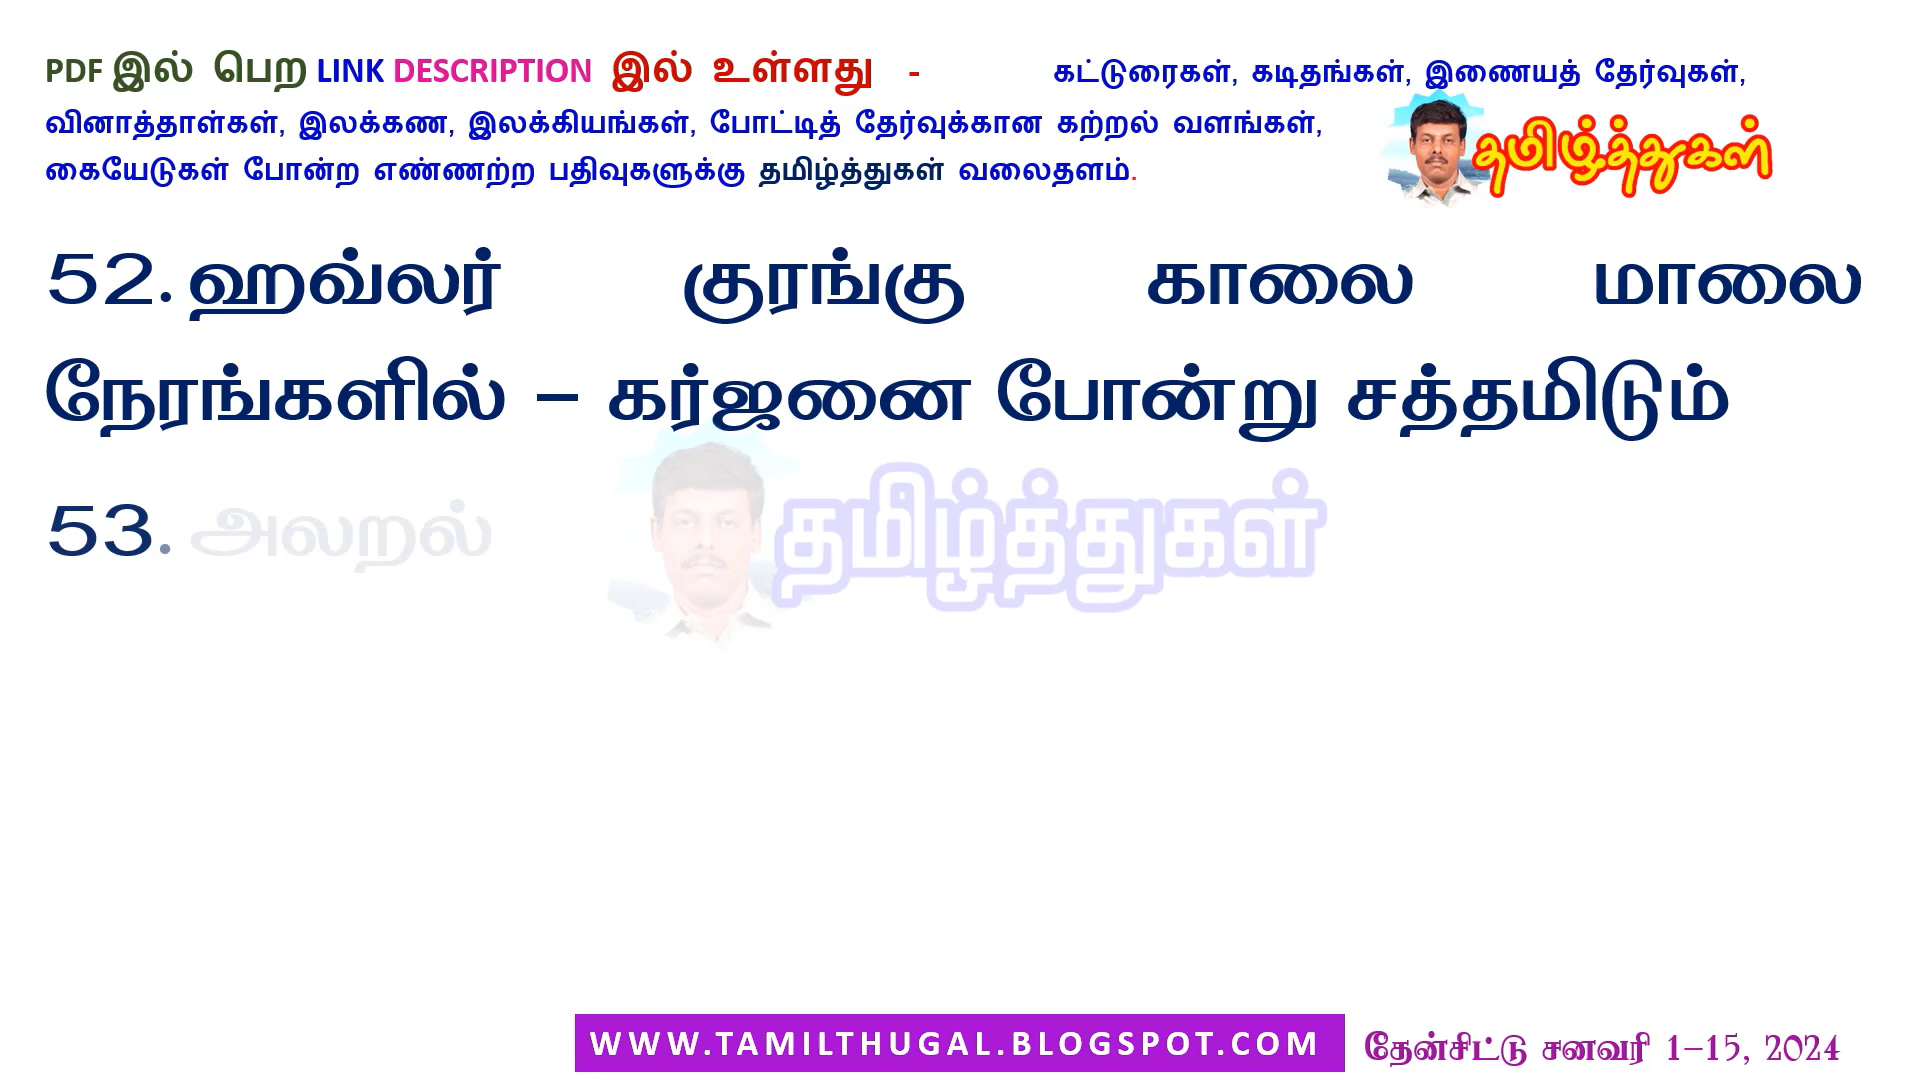 PDF இல் பெற LINK DESCRIPTION இல் உள்ளது - கட்டுரைகள், கடிதங்கள், இணையத் தேர்வுகள்,
வினாத்தாள்கள், இலக்கண, இலக்கியங்கள், போட்டித் தேர்வுக்கான கற்றல் வளங்கள்,
கையேடுகள் போன்ற எண்ணற்ற பதிவுகளுக்கு தமிழ்த்துகள் வலைதளம்.
தமிழ்த்துகள்
52. ஹவ்லர் குரங்கு காலை மாலை
நேரங்களில் – கர்ஜனை போன்று சத்தமிடும்
53. அலறல்
தமிழ்த்துகள்
WWW.TAMILTHUGAL.BLOGSPOT.COM
தேன்சிட்டு சனவரி 1–15, 2024